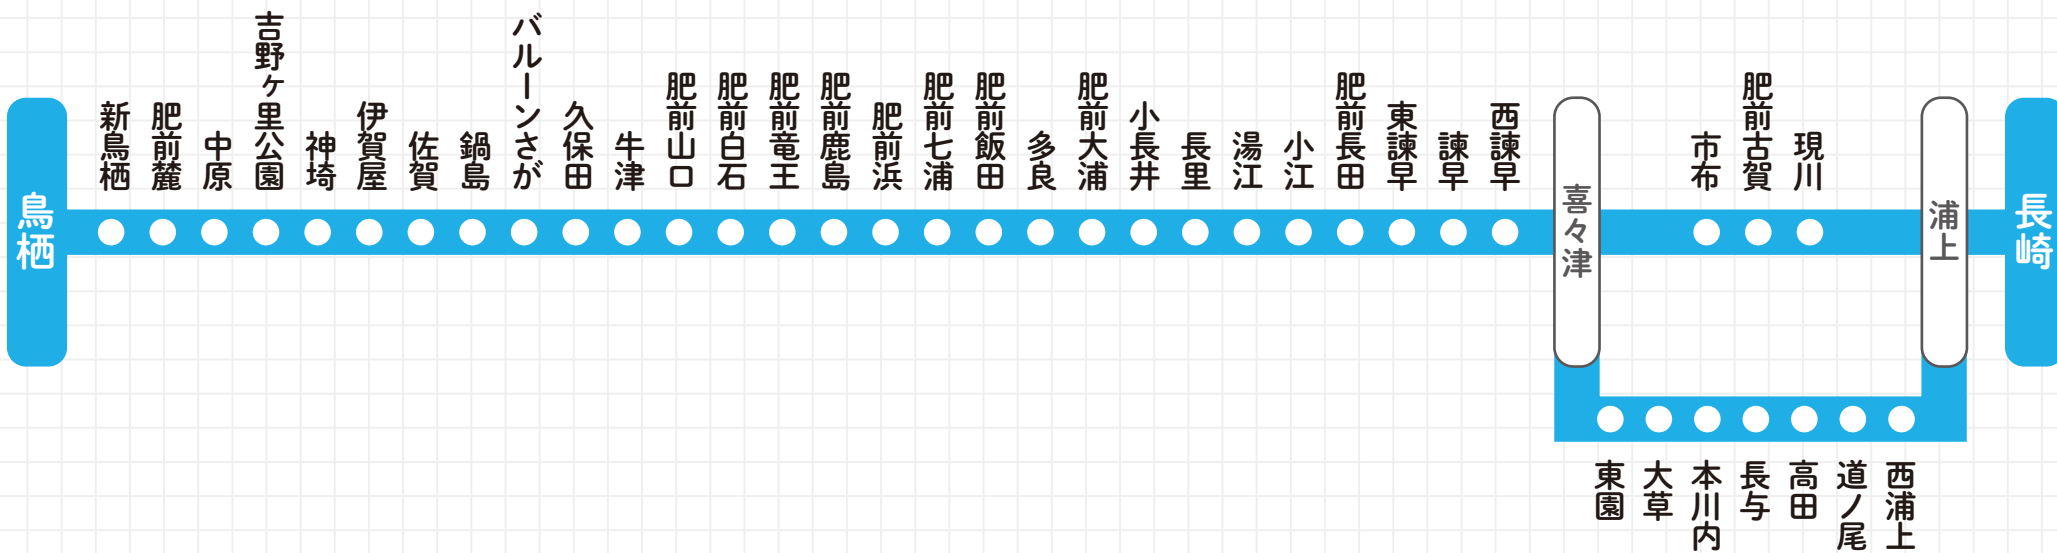 鳥栖
新鳥栖
肥前麓
中原
吉野ヶ里公園
神埼
伊賀屋
佐賀
鍋島
バルーンさが
久保田
牛津
肥前山口
肥前白石
肥前竜王
肥前鹿島
肥前浜
肥前七浦
肥前飯田
多良
肥前大浦
小長井
長里
湯江
小江
肥前長田
東諫早
諫早
西諫早
喜々津
市布
肥前古賀
現川
浦上
長崎
東園
大草
本川内
長与
高田
道ノ尾
西浦上